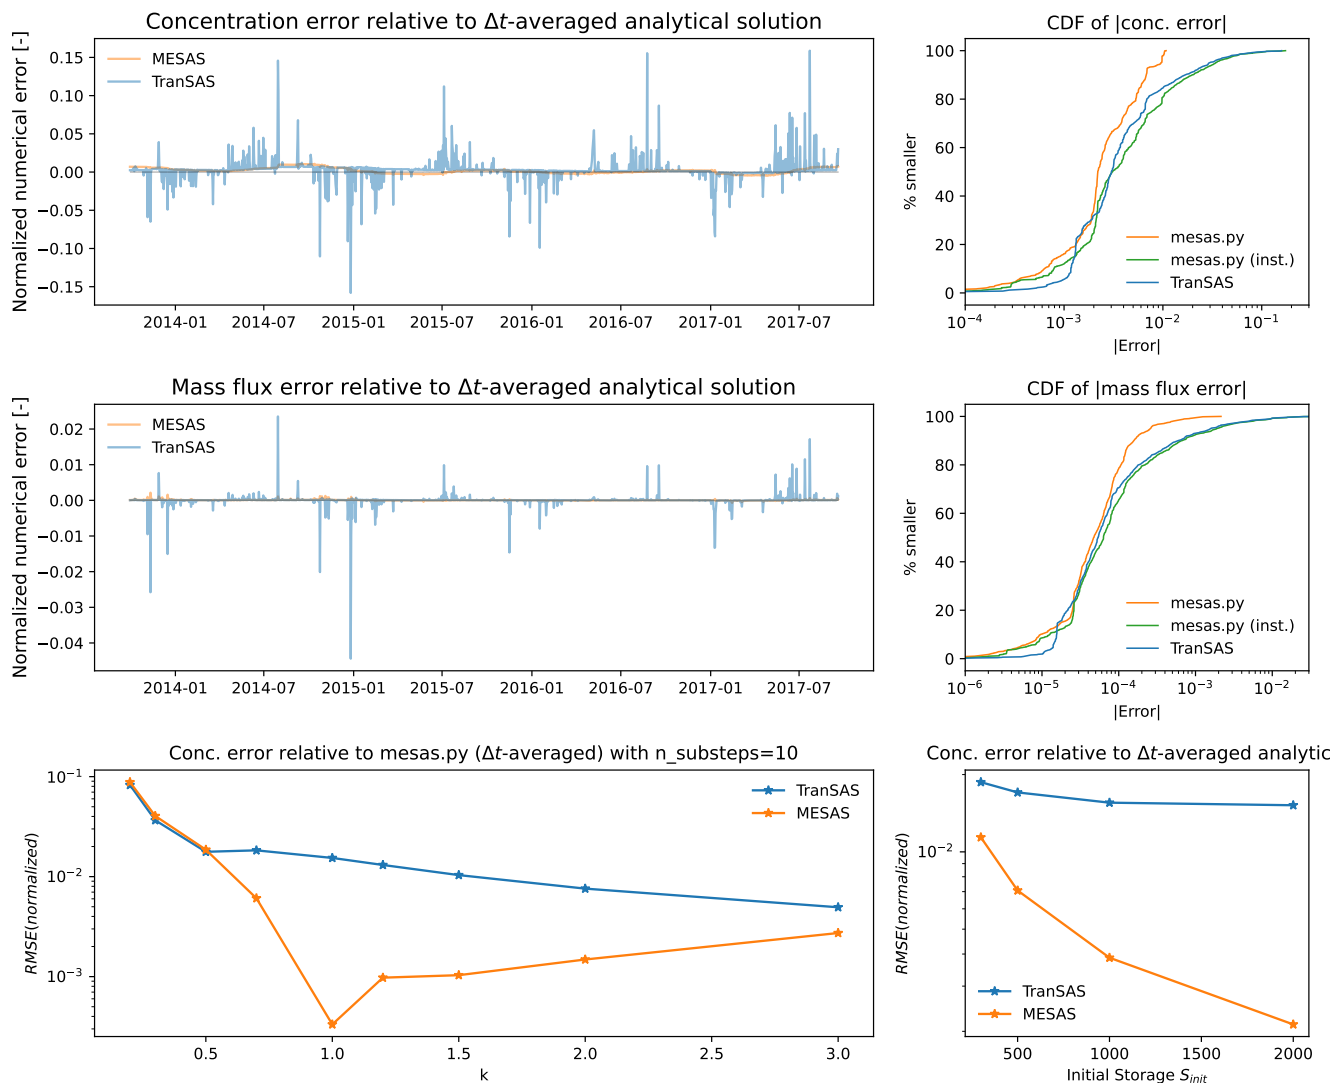 Concentration error relative to Δt-averaged analytical solution
Normalized numerical error [-]
0.15
0.10
0.05
0.00
−0.05
−0.10
−0.15
MESAS
TranSAS
2014-01 2014-07 2015-01 2015-07 2016-01 2016-07 2017-01 2017-07
CDF of |conc. error|
% smaller
100
80
60
40
20
0
mesas.py
mesas.py (inst.)
TranSAS
10⁻⁴ 10⁻³ 10⁻² 10⁻¹
|Error|
Mass flux error relative to Δt-averaged analytical solution
Normalized numerical error [-]
0.02
0.01
0.00
−0.01
−0.02
−0.03
−0.04
MESAS
TranSAS
2014-01 2014-07 2015-01 2015-07 2016-01 2016-07 2017-01 2017-07
CDF of |mass flux error|
% smaller
100
80
60
40
20
0
mesas.py
mesas.py (inst.)
TranSAS
10⁻⁶ 10⁻⁵ 10⁻⁴ 10⁻³ 10⁻²
|Error|
Conc. error relative to mesas.py (Δt-averaged) with n_substeps=10
RMSE(normalized)
10⁻¹
10⁻²
10⁻³
TranSAS
MESAS
0.5 1.0 1.5 2.0 2.5 3.0
k
Conc. error relative to Δt-averaged analytic
RMSE(normalized)
10⁻²
TranSAS
MESAS
500 1000 1500 2000
Initial Storage S_init